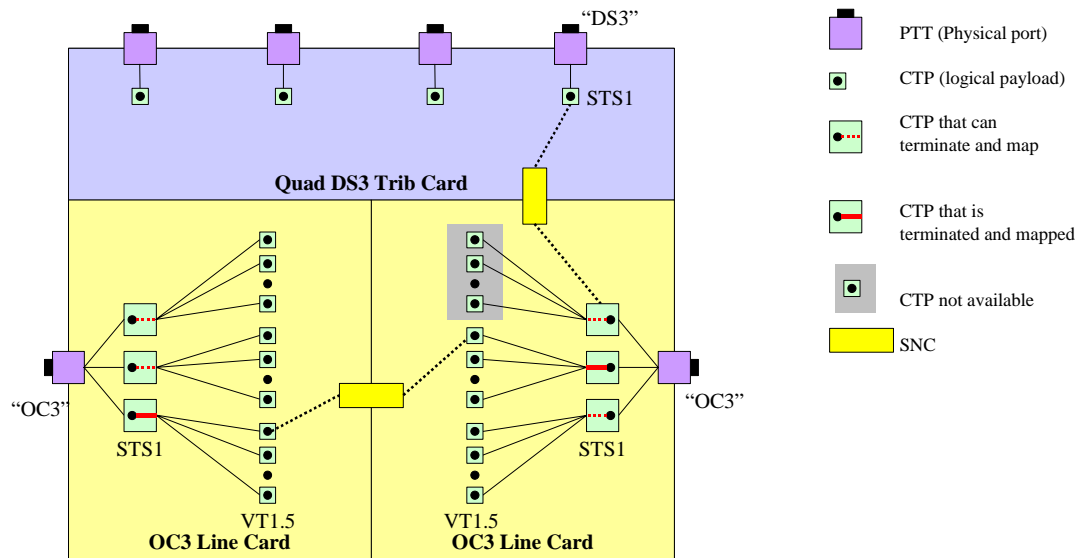 “DS3”
STS1
Quad DS3 Trib Card
“OC3”
STS1
VT1.5
OC3 Line Card
“OC3”
STS1
VT1.5
OC3 Line Card
PTT (Physical port)
CTP (logical payload)
CTP that can
terminate and map
CTP that is
terminated and mapped
CTP not available
SNC